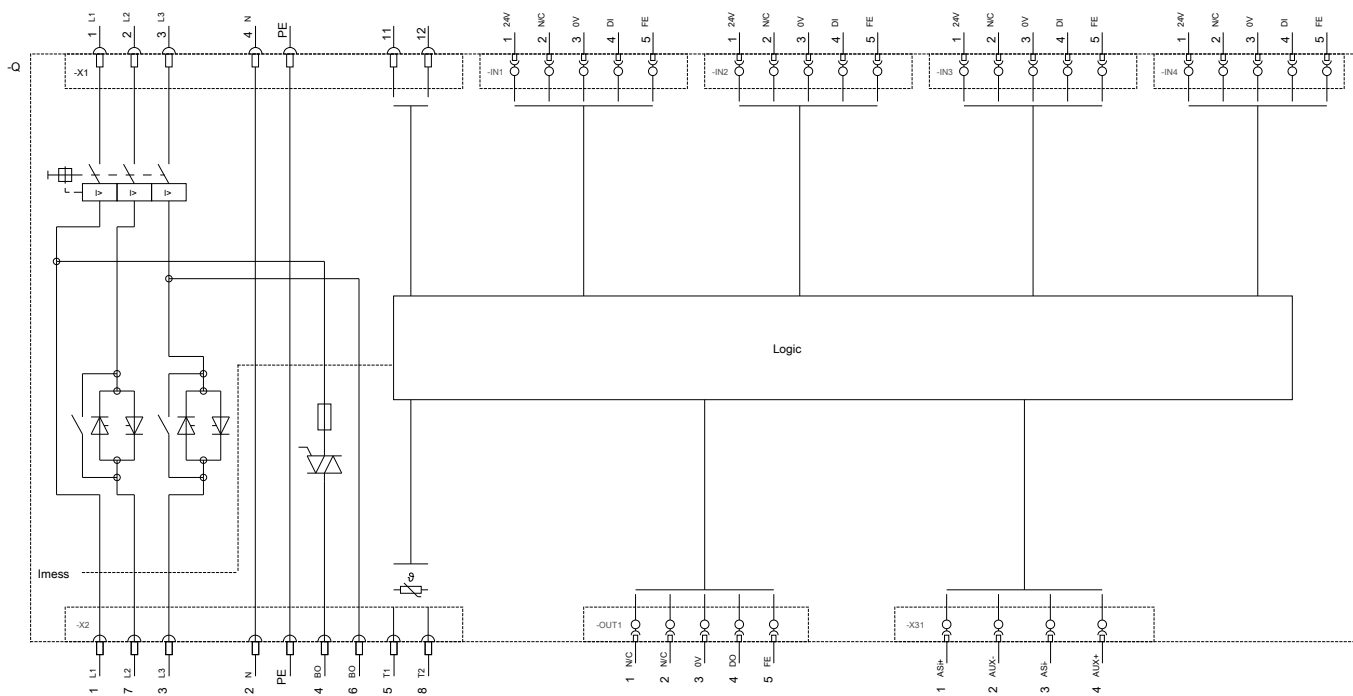 -Q
1 L1
2 L2
3 L3
4 N
PE
11
12
-X1
1 24V
2 N/C
3 0V
4 DI
5 FE
-IN1
1 24V
2 N/C
3 0V
4 DI
5 FE
-IN2
1 24V
2 N/C
3 0V
4 DI
5 FE
-IN3
1 24V
2 N/C
3 0V
4 DI
5 FE
-IN4
I> I> I>
Logic
Imess
ϑ
-X2
1 L1
7 L2
3 L3
2 N
PE
4 BO
6 BO
5 T1
8 T2
-OUT1
1 N/C
2 N/C
3 0V
4 DO
5 FE
-X31
1 ASI+
2 AUX-
3 ASI-
4 AUX+